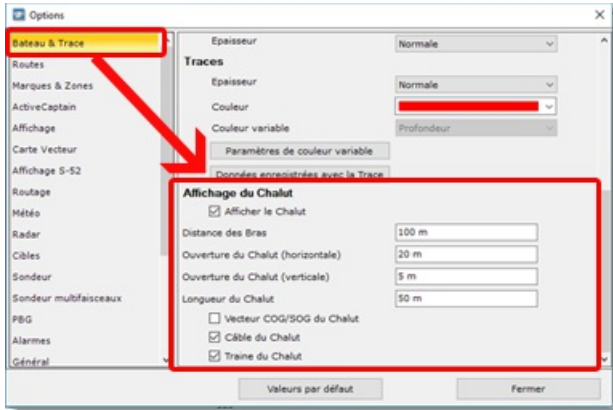 Options
Bateau & Trace
Routes
Marques & Zones
ActiveCaptain
Affichage
Carte Vecteur
Affichage S-52
Routage
Météo
Radar
Cibles
Sondeur
Sondeur multifaisceaux
PBG
Alarmes
Général
Epaisseur Normale
Traces
Epaisseur Normale
Couleur
Couleur variable Profondeur
Paramètres de couleur variable
Données enregistrées avec la Trace
Affichage du Chalut
Afficher le Chalut
Distance des Bras 100 m
Ouverture du Chalut (horizontale) 20 m
Ouverture du Chalut (verticale) 5 m
Longueur du Chalut 50 m
Vecteur COG/SOG du Chalut
Câble du Chalut
Traine du Chalut
Valeurs par défaut Fermer